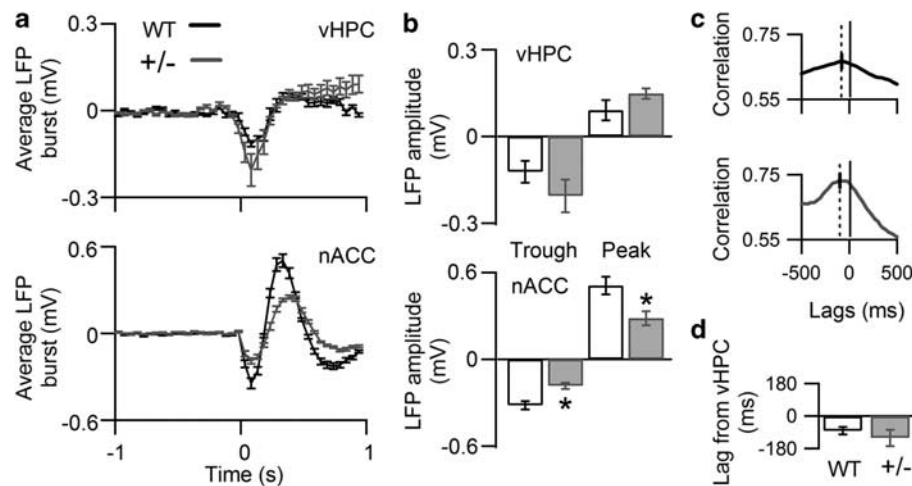 a
WT
+/-
vHPC
Average LFP
burst (mV)
0.3
0
-0.3
nACC
Average LFP
burst (mV)
0.6
0
-0.6
-1
0
1
Time (s)
b
vHPC
LFP amplitude
(mV)
0.3
0
-0.3
Trough
Peak
nACC
LFP amplitude
(mV)
0.6
0
-0.6
*
*
c
Correlation
0.75
0.55
Correlation
0.75
0.55
-500
0
500
Lags (ms)
d
Lag from vHPC
(ms)
180
0
-180
WT
+/-